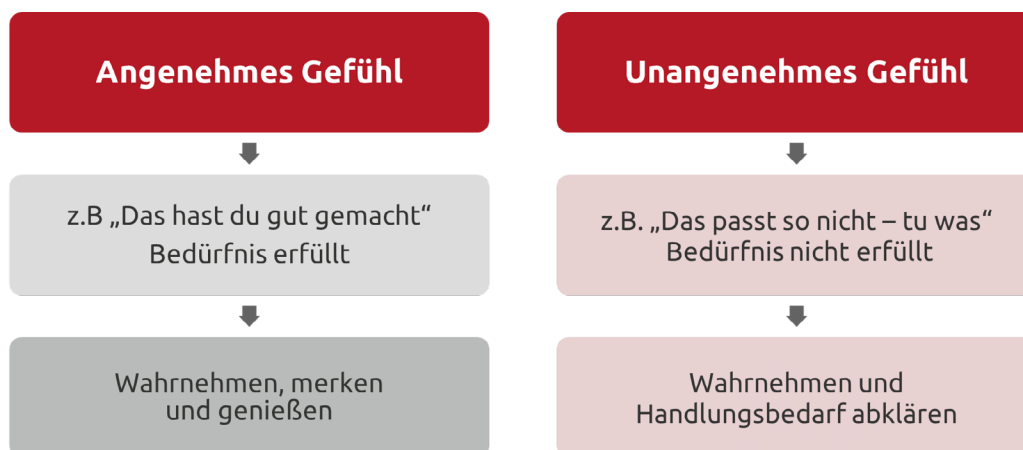 Angenehmes Gefühl
z.B „Das hast du gut gemacht“
Bedürfnis erfüllt
Wahrnehmen, merken
und genießen
Unangenehmes Gefühl
z.B. „Das passt so nicht – tu was“
Bedürfnis nicht erfüllt
Wahrnehmen und
Handlungsbedarf abklären